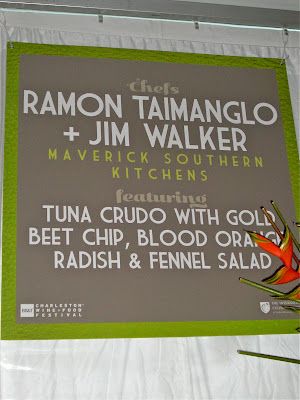 chefs
RAMON TAIMANGLO
+ JIM WALKER
MAVERICK SOUTHERN
KITCHENS
featuring
TUNA CRUDO WITH GOLD
BEET CHIP, BLOOD ORANGE
RADISH & FENNEL SALAD
CHARLESTON
WINE + FOOD
FESTIVAL